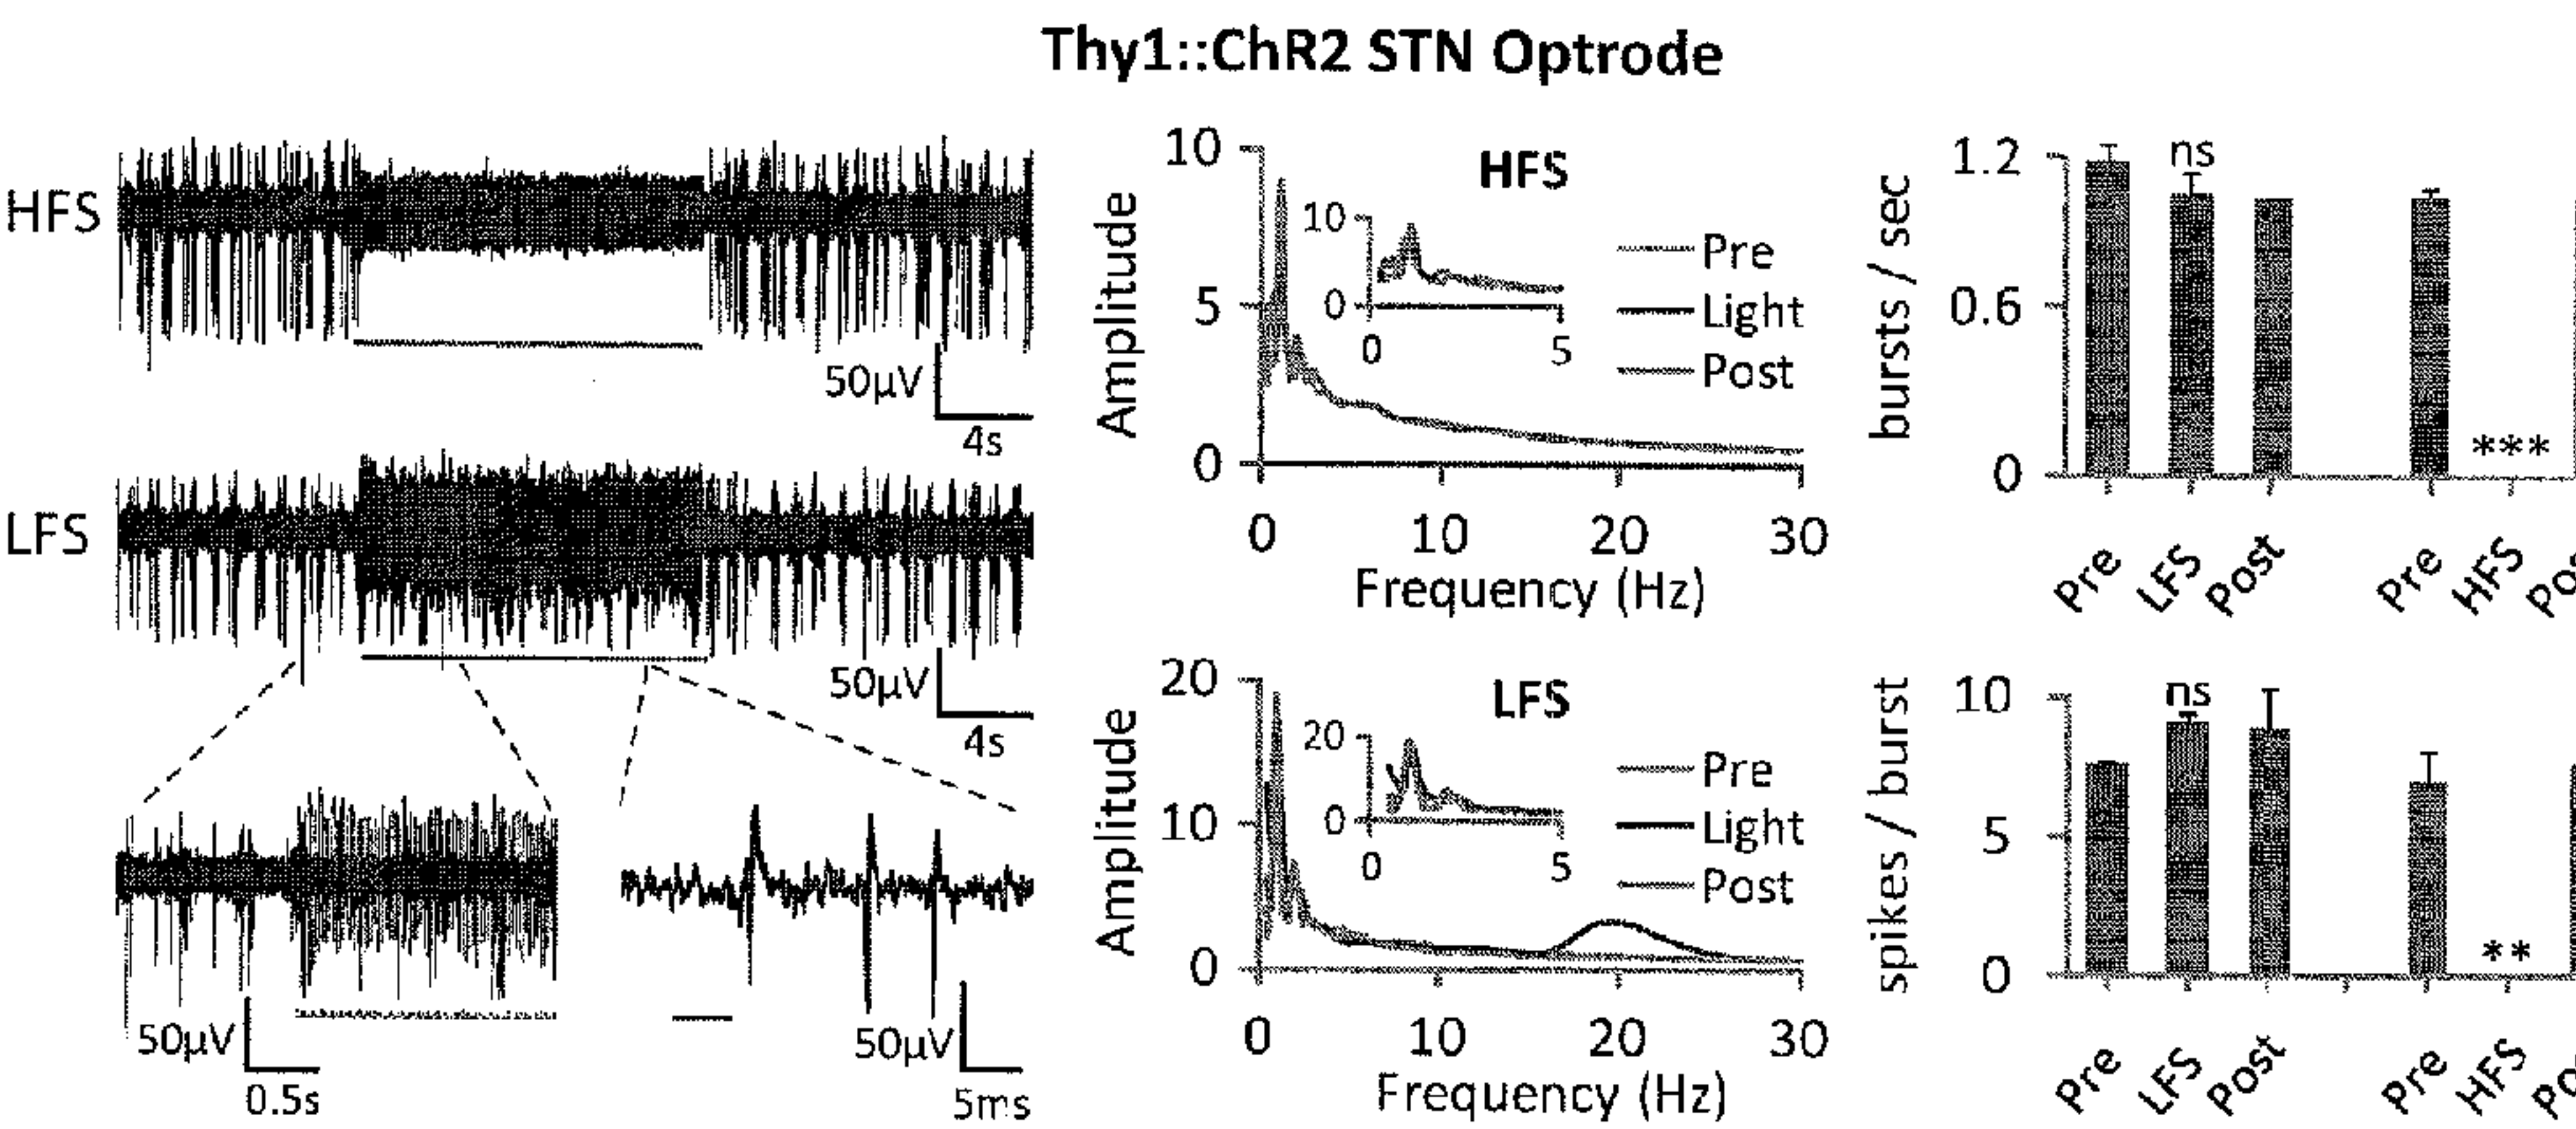 Thy1::ChR2 STN Optrode
HFS
50µV
4s
LFS
50µV
4s
50µV
0.5s
50µV
5ms
Amplitude
10
5
0
HFS
10
0
0
5
Pre
Light
Post
0
10
20
30
Frequency (Hz)
Amplitude
20
10
0
LFS
20
0
0
5
Pre
Light
Post
0
10
20
30
Frequency (Hz)
bursts / sec
1.2
0.6
0
ns
***
Pre
LFS
Post
Pre
HFS
Pos
spikes / burst
10
5
0
ns
**
Pre
LFS
Post
Pre
HFS
Po